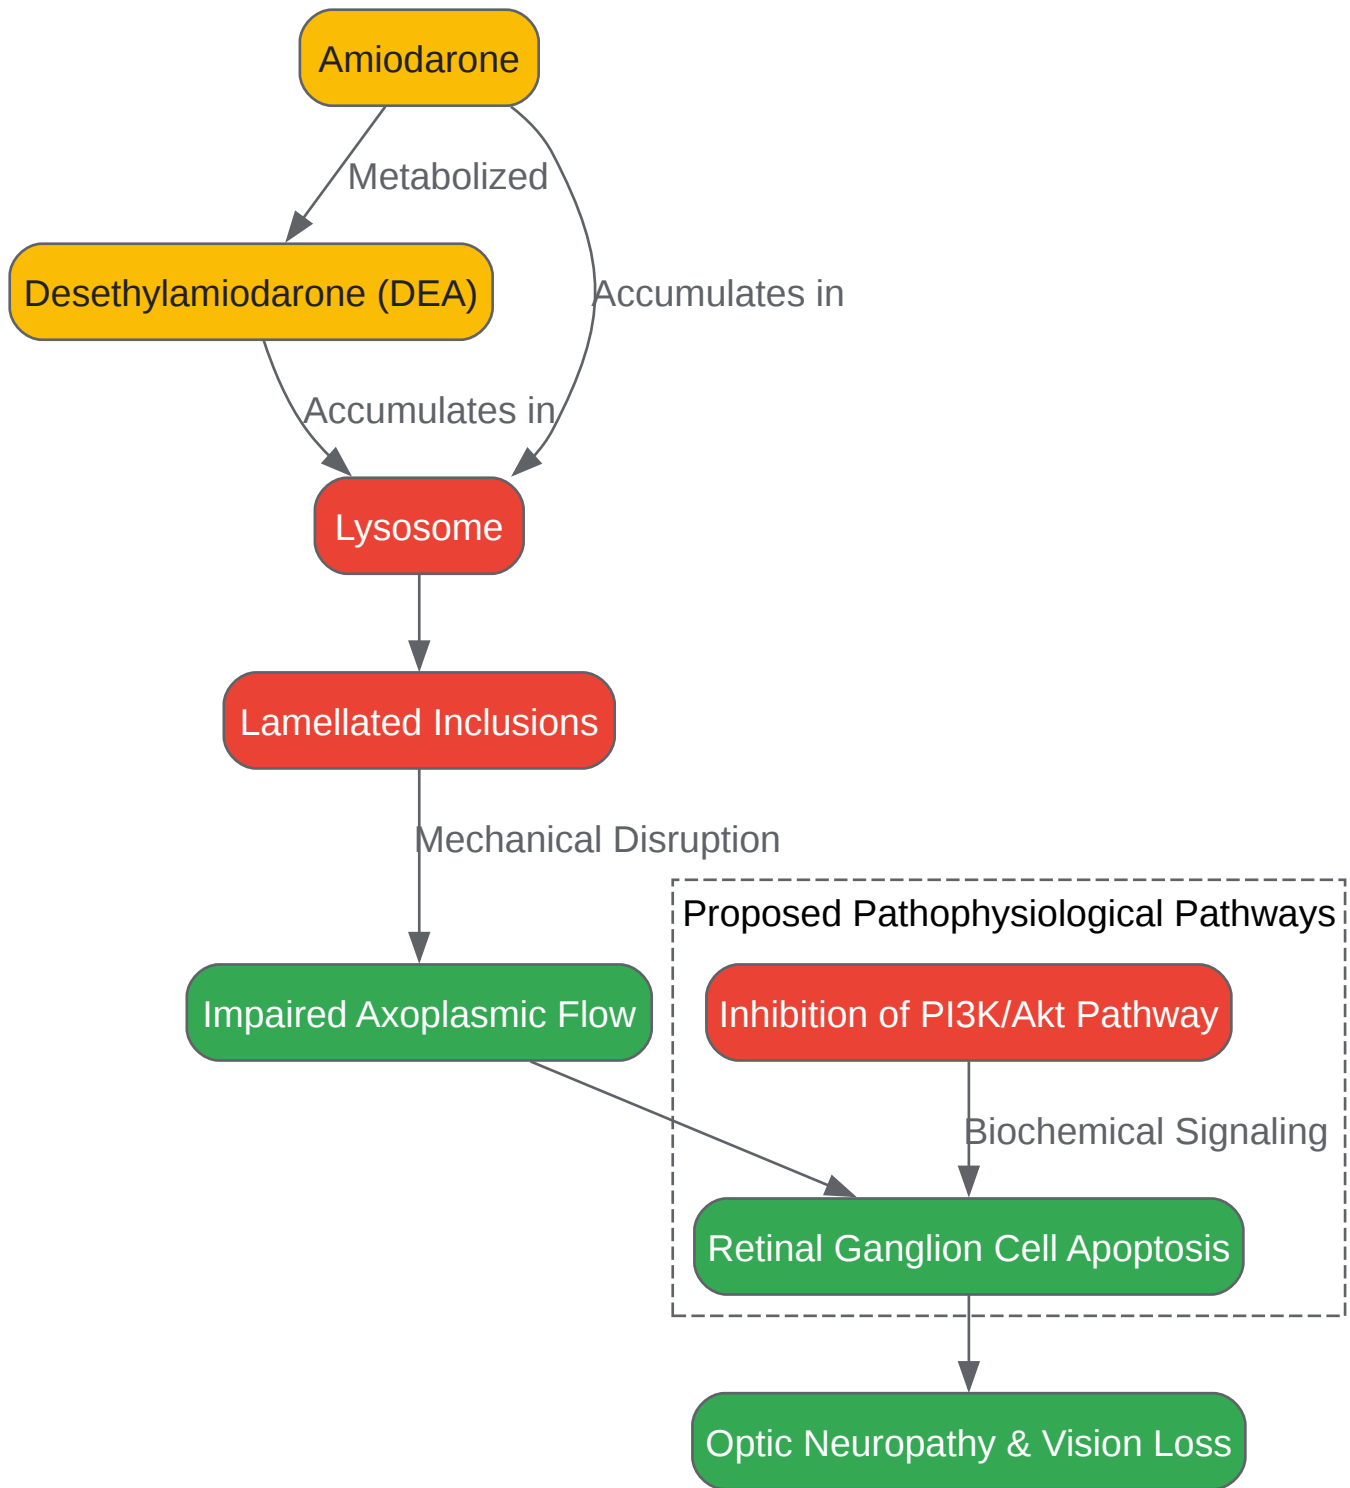 Amiodarone
Metabolized
Desethylamiodarone (DEA)
Accumulates in
Accumulates in
Lysosome
Lamellated Inclusions
Mechanical Disruption
Proposed Pathophysiological Pathways
Impaired Axoplasmic Flow
Inhibition of PI3K/Akt Pathway
Biochemical Signaling
Retinal Ganglion Cell Apoptosis
Optic Neuropathy & Vision Loss